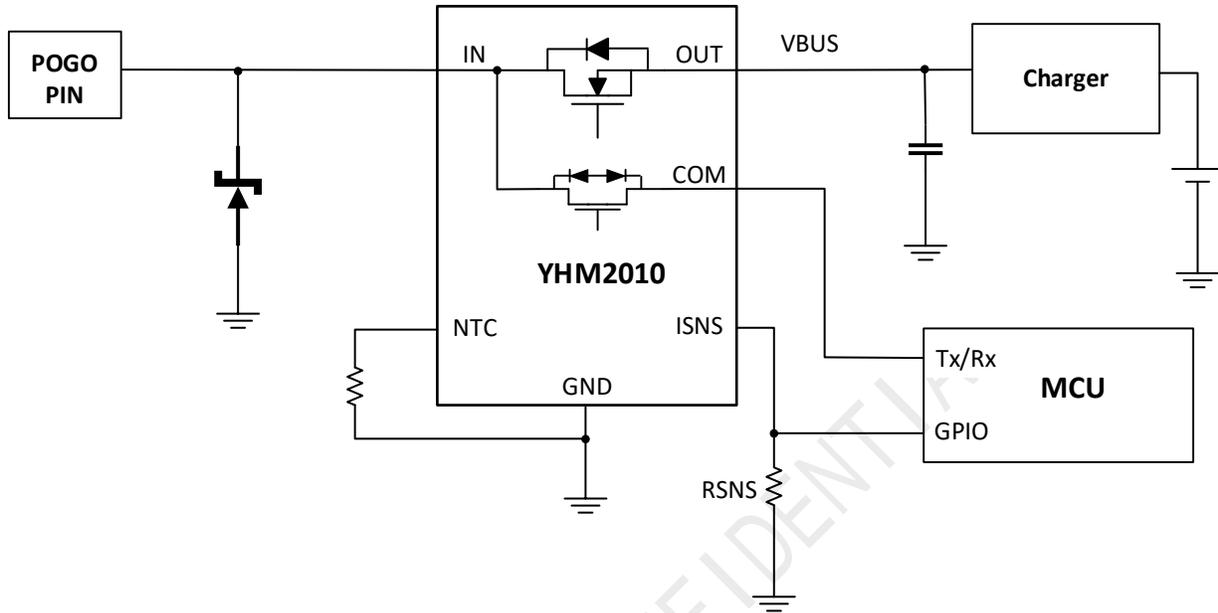 POGO
PIN
IN
OUT
VBUS
Charger
COM
YHM2010
NTC
ISNS
GND
Tx/Rx
MCU
GPIO
RSNS